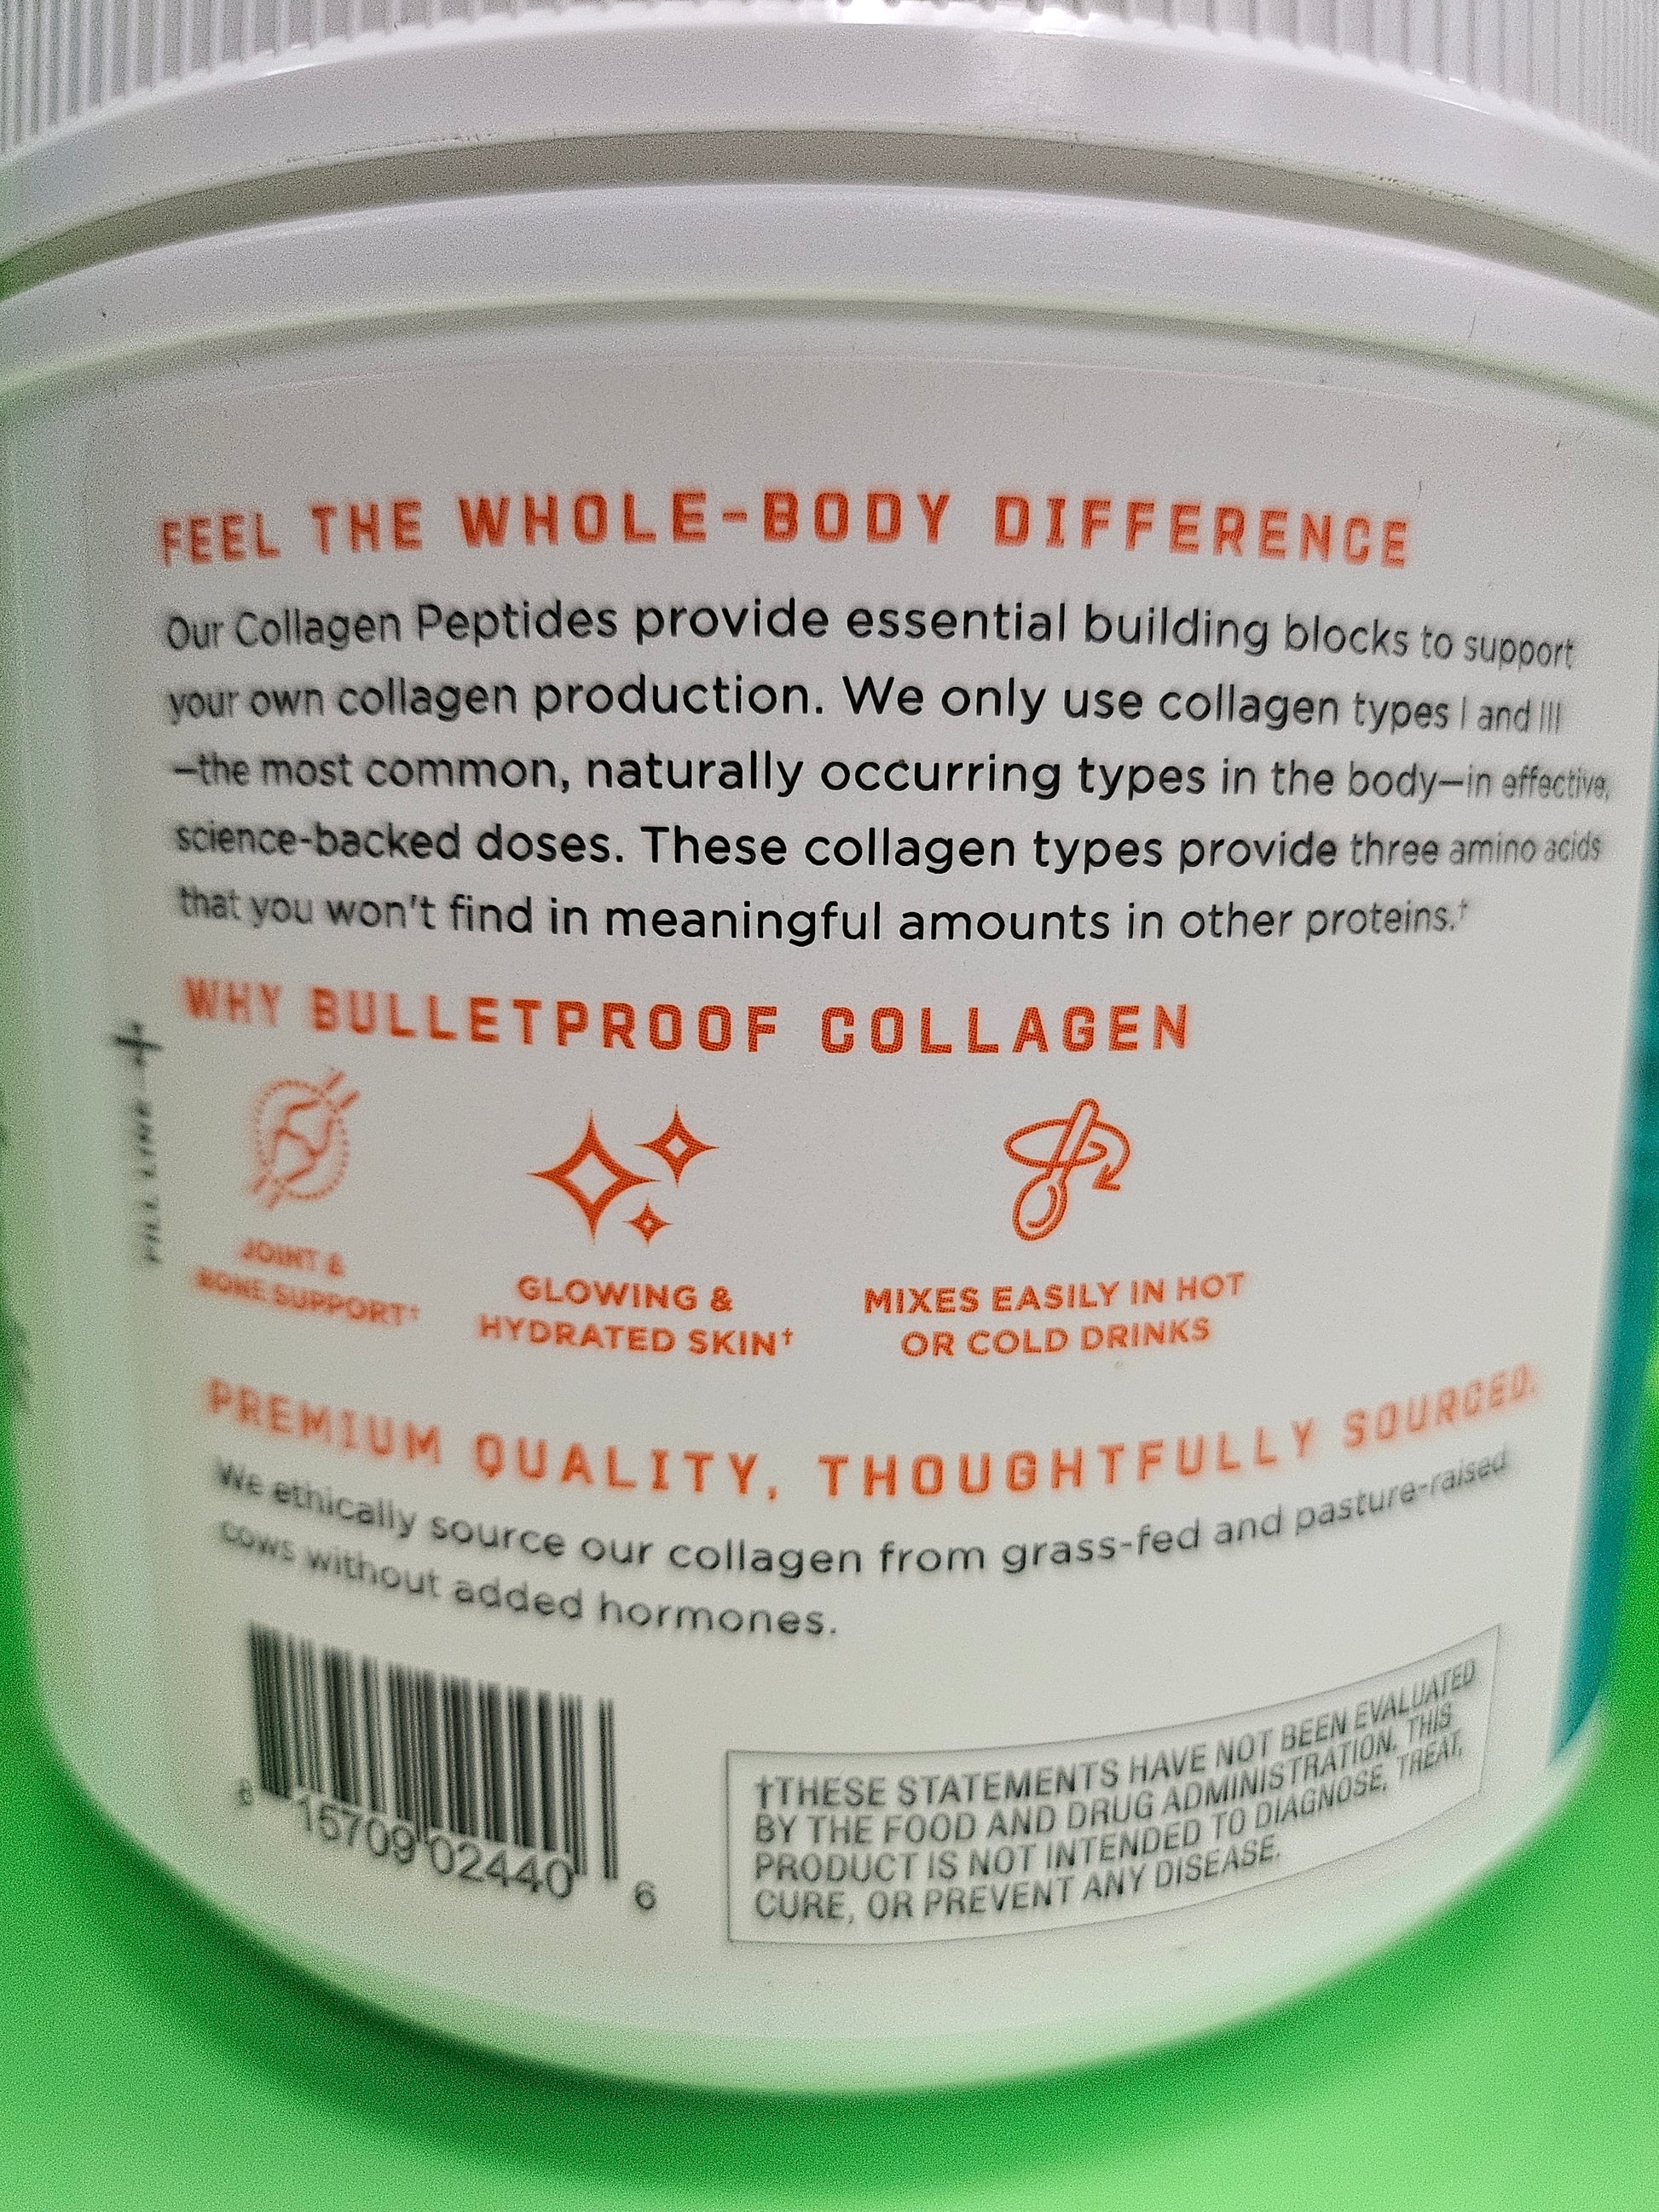 FEEL THE WHOLE-BODY DIFFERENCE
Our Collagen Peptides provide essential building blocks to support
your own collagen production. We only use collagen types I and III
—the most common, naturally occurring types in the body—in effective,
science-backed doses. These collagen types provide three amino acids
that you won't find in meaningful amounts in other proteins.†
WHY BULLETPROOF COLLAGEN
FILL LINE
JOINT &
BONE SUPPORT†
GLOWING &
HYDRATED SKIN†
MIXES EASILY IN HOT
OR COLD DRINKS
PREMIUM QUALITY, THOUGHTFULLY SOURCED.
We ethically source our collagen from grass-fed and pasture-raised
cows without added hormones.
8 15709 02440 6
†THESE STATEMENTS HAVE NOT BEEN EVALUATED
BY THE FOOD AND DRUG ADMINISTRATION. THIS
PRODUCT IS NOT INTENDED TO DIAGNOSE, TREAT,
CURE, OR PREVENT ANY DISEASE.